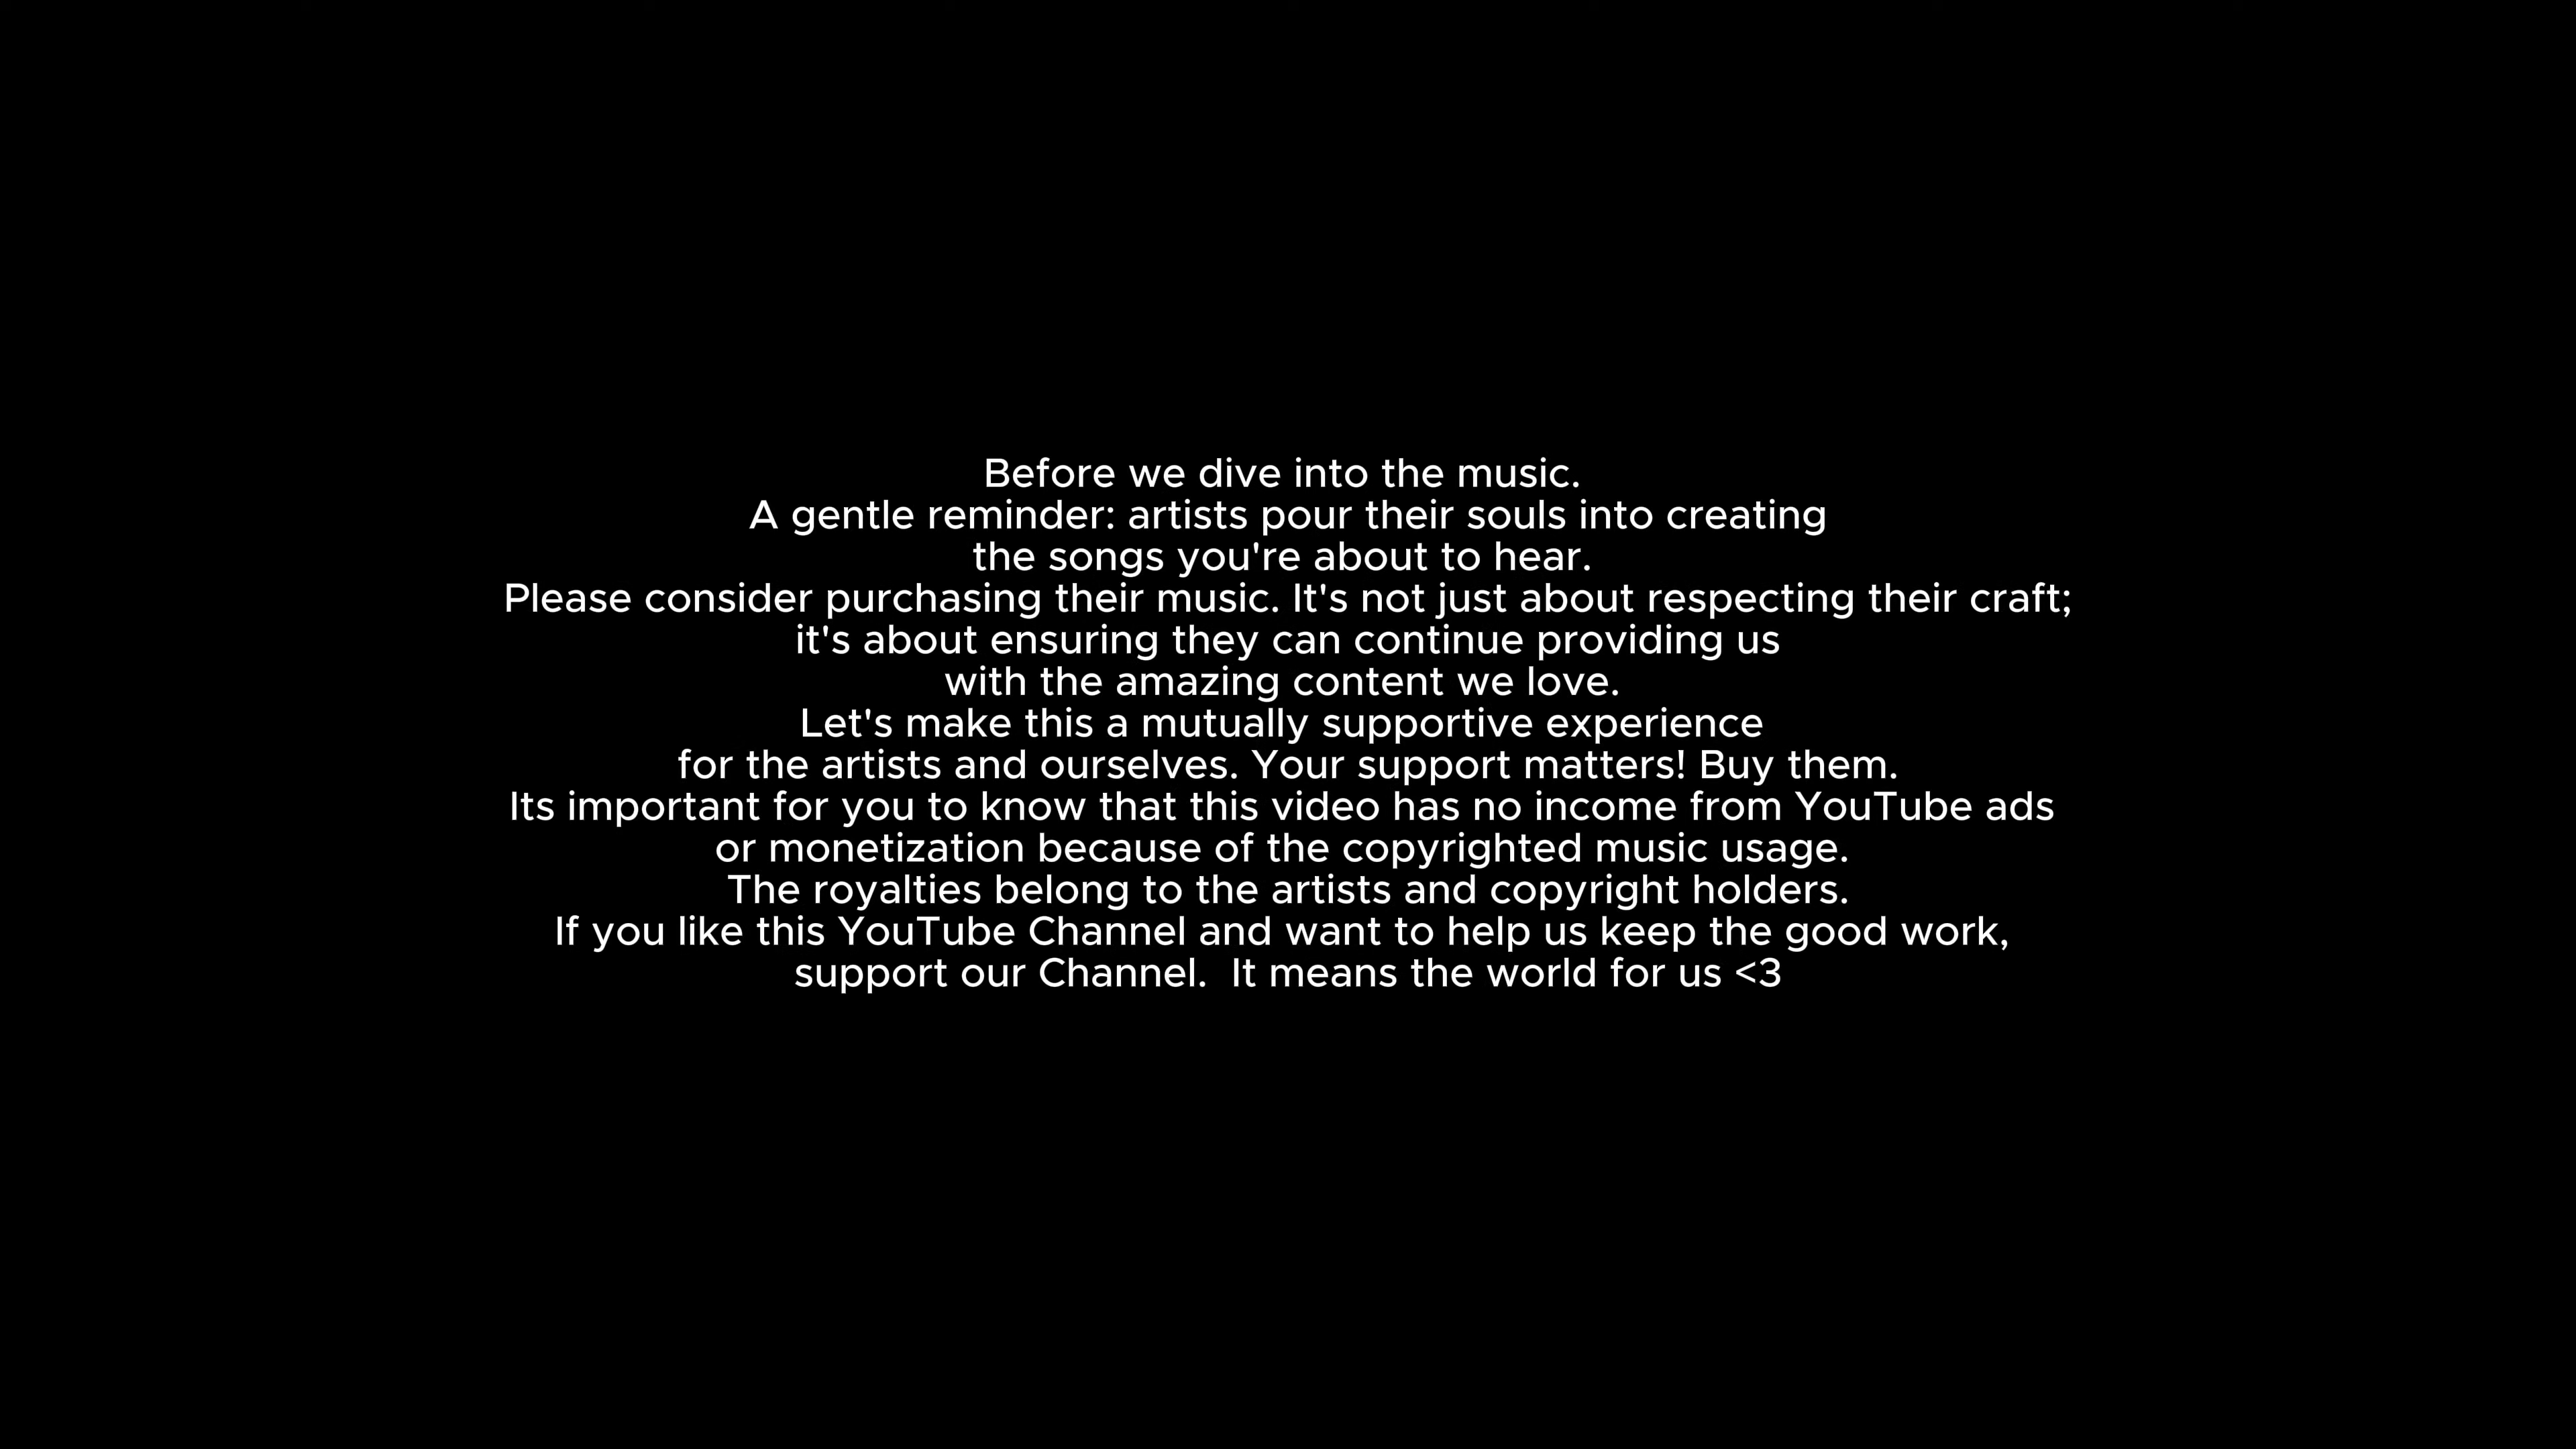 Before we dive into the music.
A gentle reminder: artists pour their souls into creating
the songs you're about to hear.
Please consider purchasing their music. It's not just about respecting their craft;
it's about ensuring they can continue providing us
with the amazing content we love.
Let's make this a mutually supportive experience
for the artists and ourselves. Your support matters! Buy them.
Its important for you to know that this video has no income from YouTube ads
or monetization because of the copyrighted music usage.
The royalties belong to the artists and copyright holders.
If you like this YouTube Channel and want to help us keep the good work,
support our Channel.  It means the world for us <3